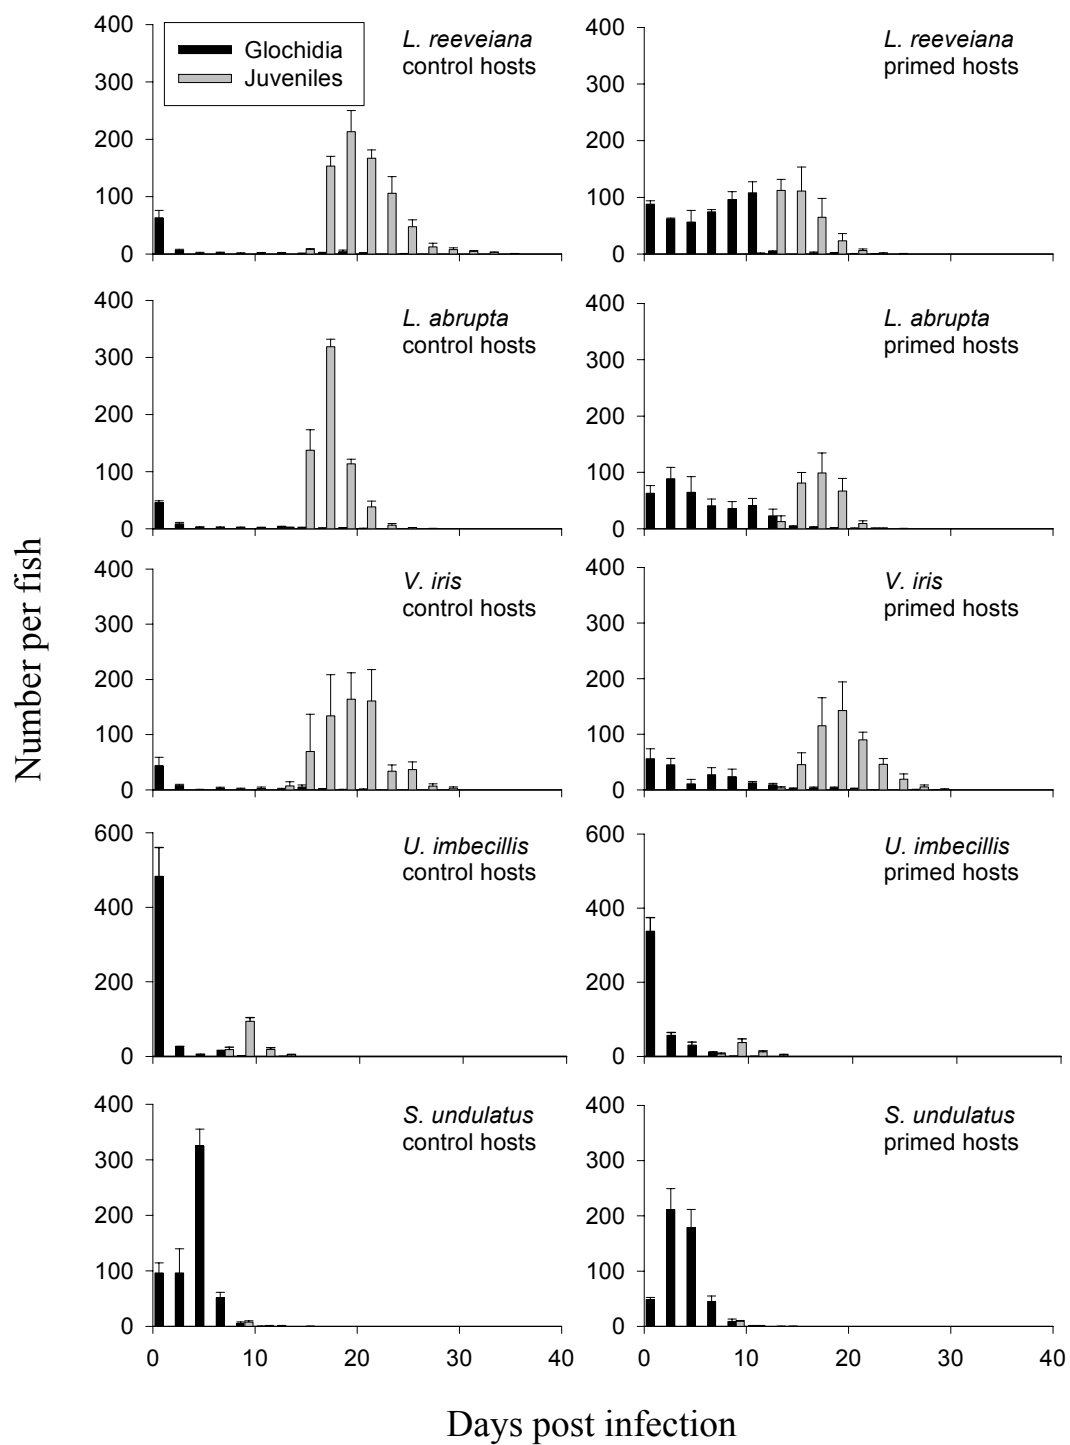 400
300
200
100
0
Glochidia
Juveniles
L. reeveiana
control hosts
400
300
200
100
0
L. reeveiana
primed hosts
400
300
200
100
0
L. abrupta
control hosts
400
300
200
100
0
L. abrupta
primed hosts
Number per fish
400
300
200
100
0
V. iris
control hosts
400
300
200
100
0
V. iris
primed hosts
600
400
200
0
U. imbecillis
control hosts
600
400
200
0
U. imbecillis
primed hosts
400
300
200
100
0
S. undulatus
control hosts
0 20 30 40
400
300
200
100
0
S. undulatus
primed hosts
0 10 20 30 40
Days post infection